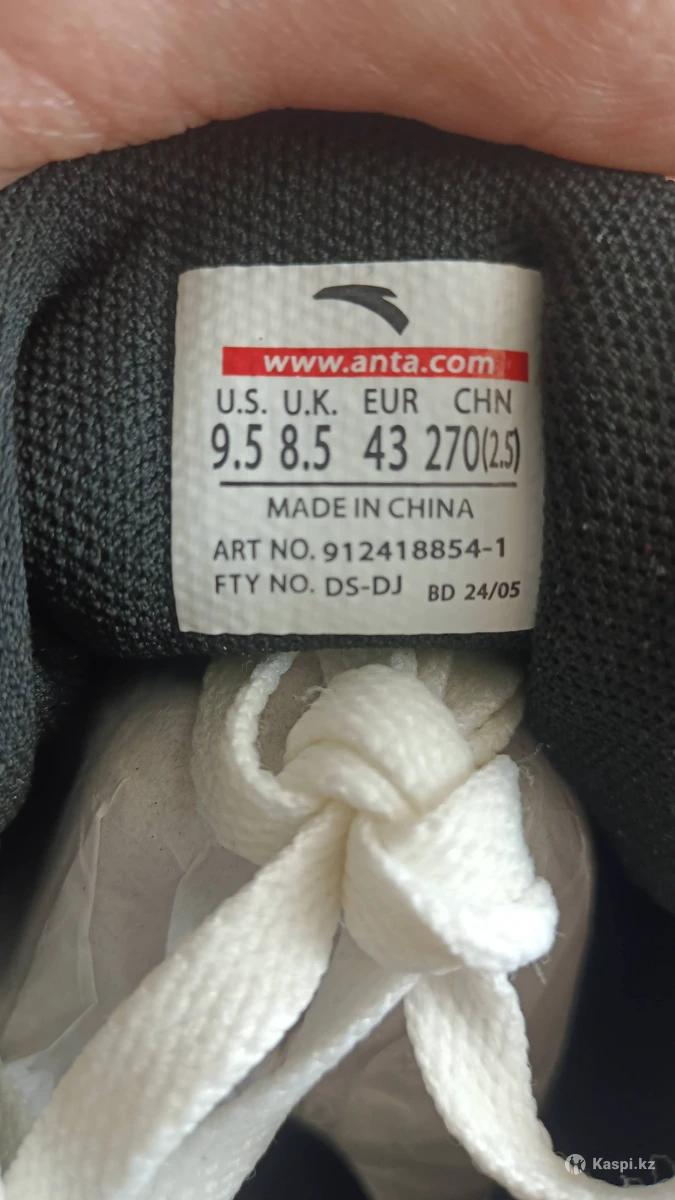 www.anta.com
U.S. U.K. EUR CHN
9.5 8.5 43 270(2.5)
MADE IN CHINA
ART NO. 912418854-1
FTY NO. DS-DJ BD 24/05
Kaspi.kz